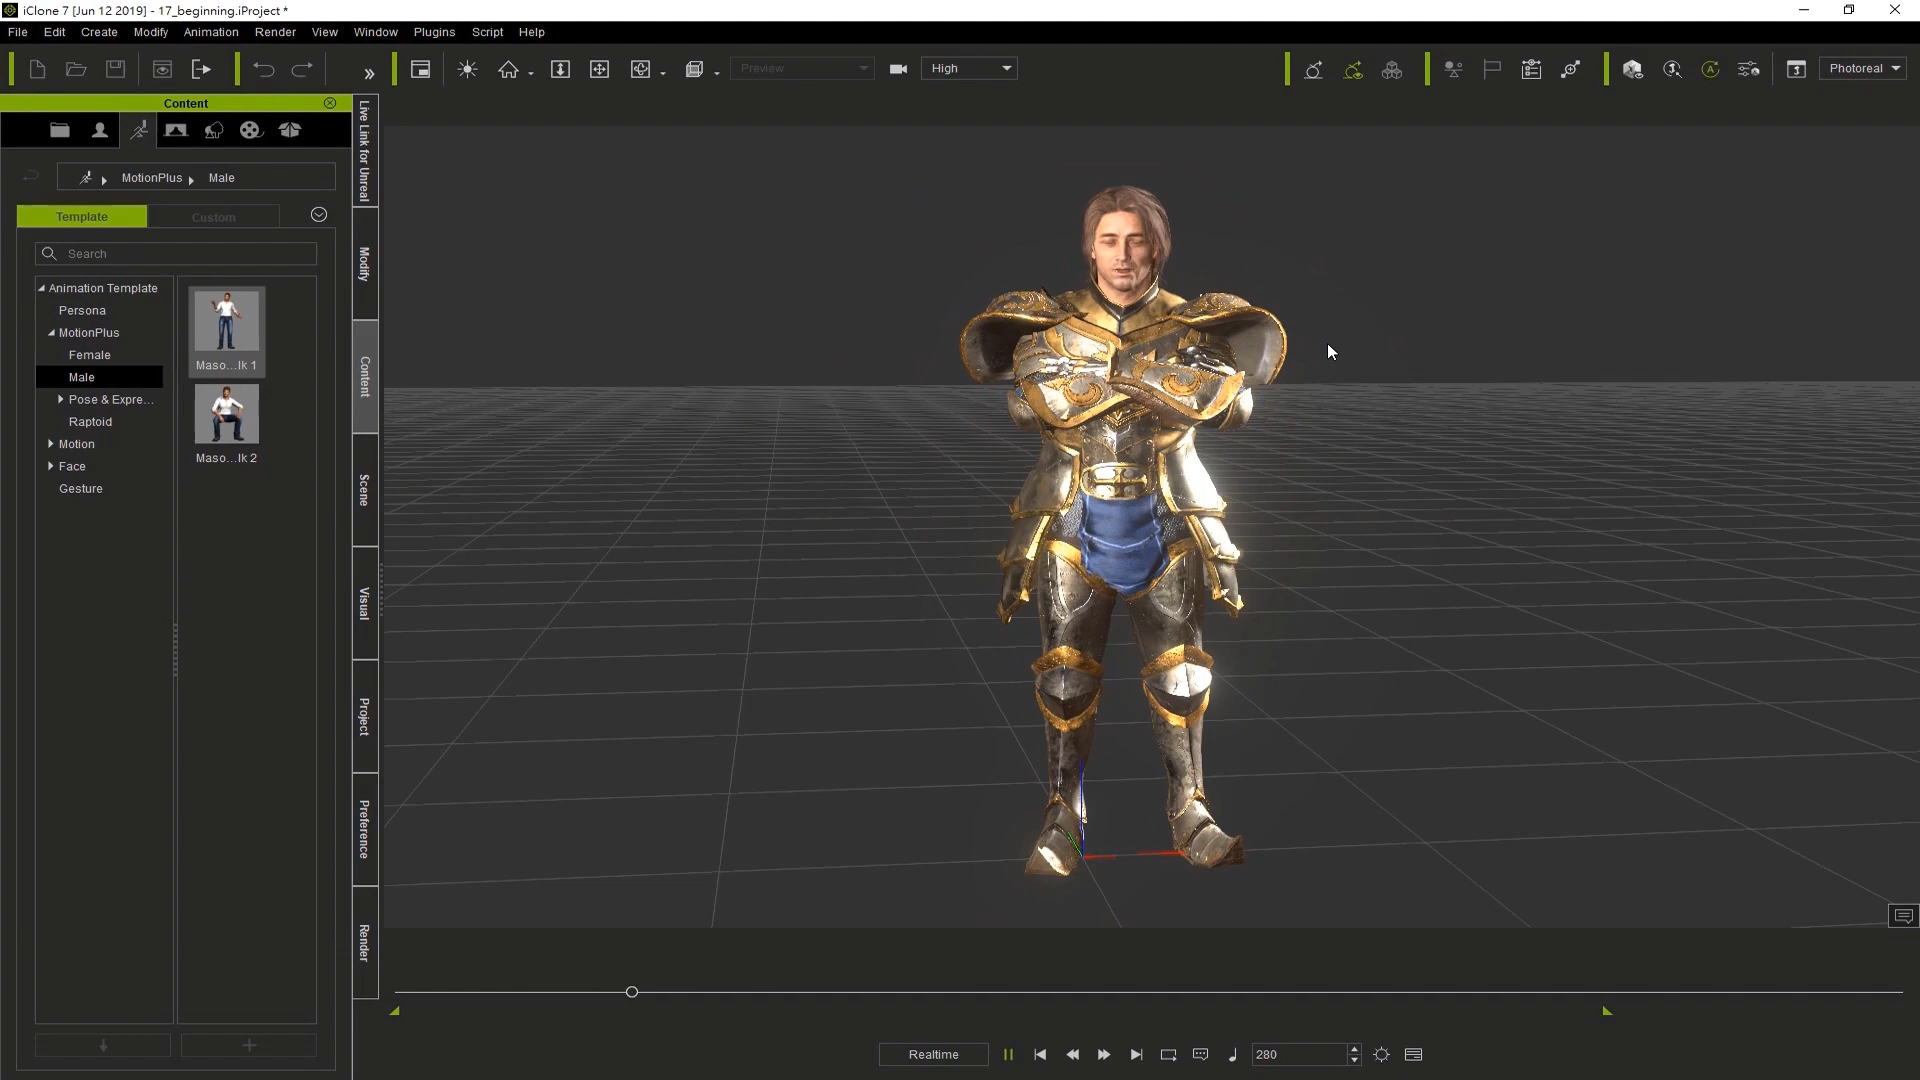 iClone 7 [Jun 12 2019] - 17_beginning.iProject *
File Edit Create Modify Animation Render View Window Plugins Script Help
Preview High Photoreal
Content
MotionPlus Male
Template Custom
Search
Animation Template
Persona
MotionPlus
Female
Male
Pose & Expre...
Raptoid
Motion
Face
Gesture
Maso...lk 1
Maso...lk 2
Live Link for Unreal
Modify
Content
Scene
Visual
Project
Preference
Render
Realtime 280